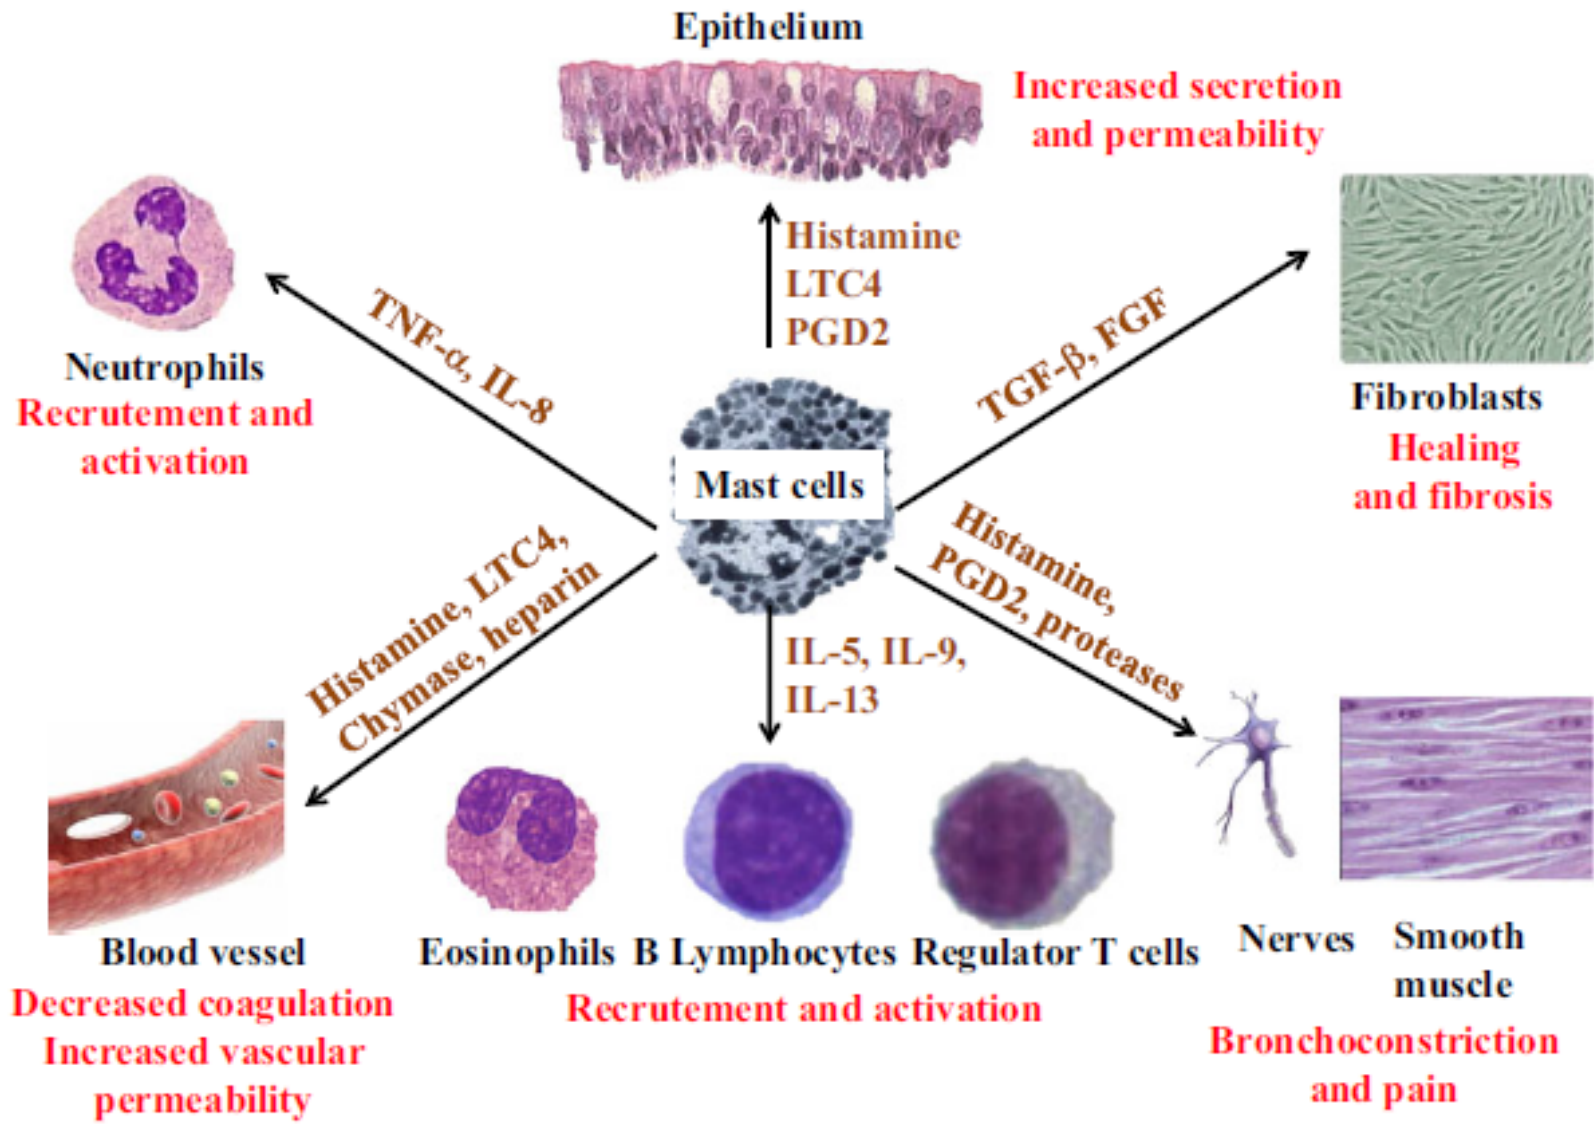 Epithelium
Increased secretion
and permeability
Histamine
LTC4
PGD2
TNF-α, IL-8
TGF-β, FGF
Neutrophils
Recrutement and
activation
Fibroblasts
Healing
and fibrosis
Mast cells
Histamine, LTC4,
Chymase, heparin
Histamine,
PGD2, proteases
IL-5, IL-9,
IL-13
Blood vessel
Decreased coagulation
Increased vascular
permeability
Eosinophils
B Lymphocytes
Regulator T cells
Recrutement and activation
Nerves
Smooth
muscle
Bronchoconstriction
and pain